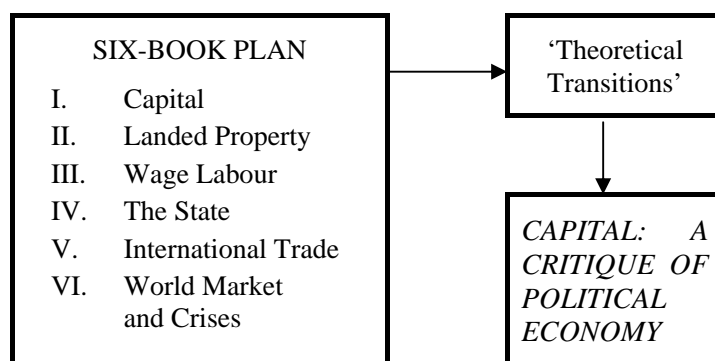 SIX-BOOK PLAN
I. Capital
II. Landed Property
III. Wage Labour
IV. The State
V. International Trade
VI. World Market
and Crises
‘Theoretical
Transitions’
CAPITAL: A
CRITIQUE OF
POLITICAL
ECONOMY